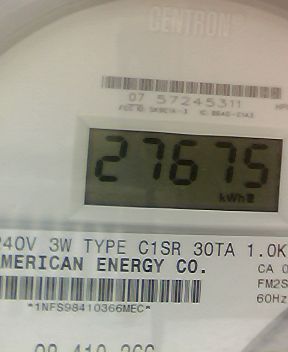 CENTRON
07 57245311
27675
kWh
240V 3W TYPE C1SR 30TA 1.0K
AMERICAN ENERGY CO.
CA 0
FM2S
60Hz
*1NFS98410366MEC*